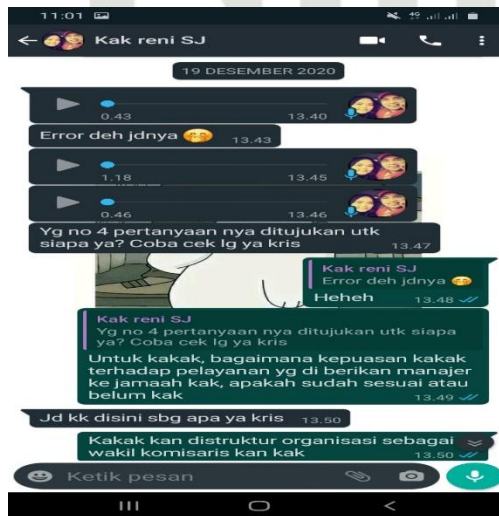 11:01
Kak reni SJ
19 DESEMBER 2020
0.43 13.40
Error deh jdnya 13.43
1.18 13.45
0.46 13.46
Yg no 4 pertanyaan nya ditujukan utk
siapa ya? Coba cek lg ya kris 13.47
Kak reni SJ
Error deh jdnya
Heheh 13.48
Kak reni SJ
Yg no 4 pertanyaan nya ditujukan utk siapa
ya? Coba cek lg ya kris
Untuk kakak, bagaimana kepuasan kakak
terhadap pelayanan yg di berikan manajer
ke jamaah kak, apakah sudah sesuai atau
belum kak 13.49
Jd kk disini sbg apa ya kris 13.50
Kakak kan distruktur organisasi sebagai
wakil komisaris kan kak 13.50
Ketik pesan